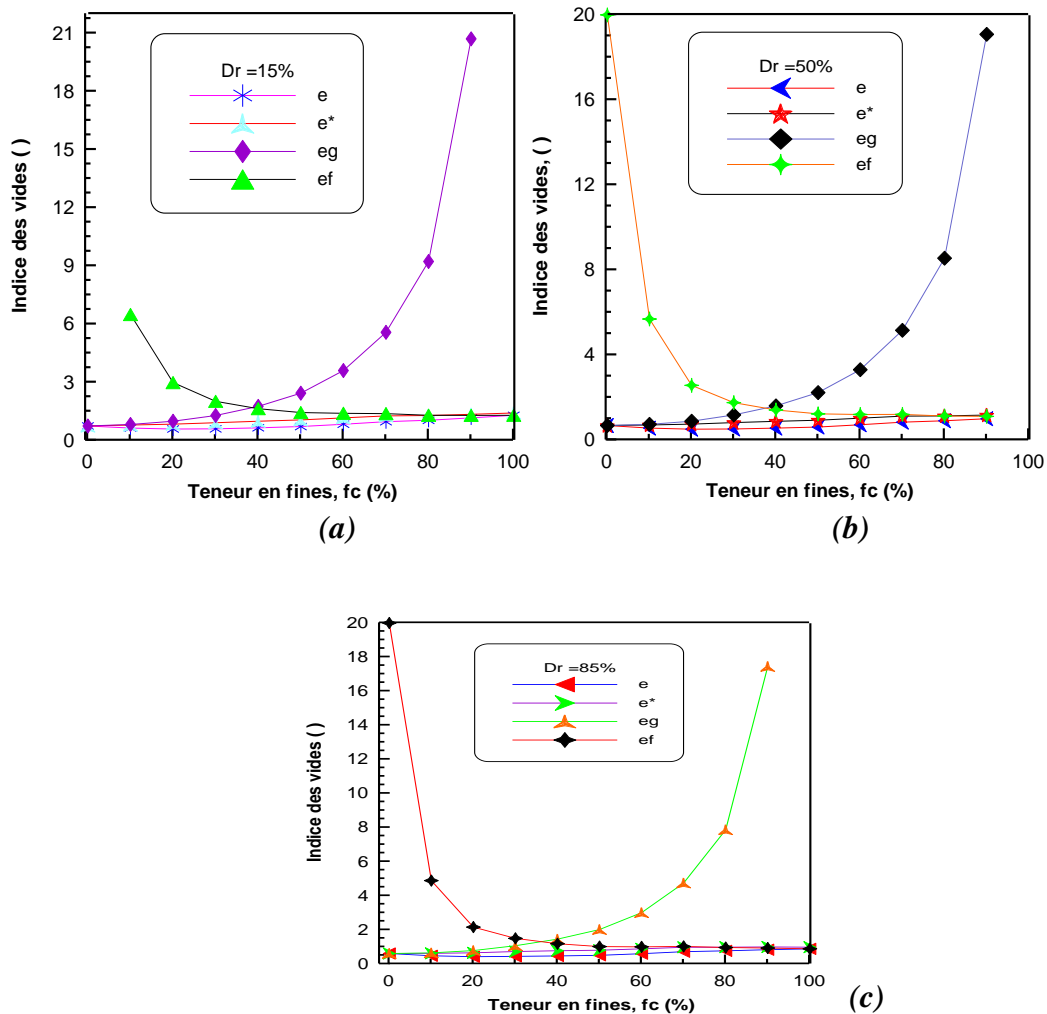 21
18
15
12
9
6
3
0
Indice des vides ( )
Dr =15%
e
e*
eg
ef
0
20
40
60
80
100
Teneur en fines, fc (%)
(a)
20
16
12
8
4
0
Indice des vides, ( )
Dr =50%
e
e*
eg
ef
0
20
40
60
80
100
Teneur en fines, fc (%)
(b)
20
18
16
14
12
10
8
6
4
2
0
Indice des vides ( )
Dr =85%
e
e*
eg
ef
0
20
40
60
80
100
Teneur en fines, fc (%)
(c)